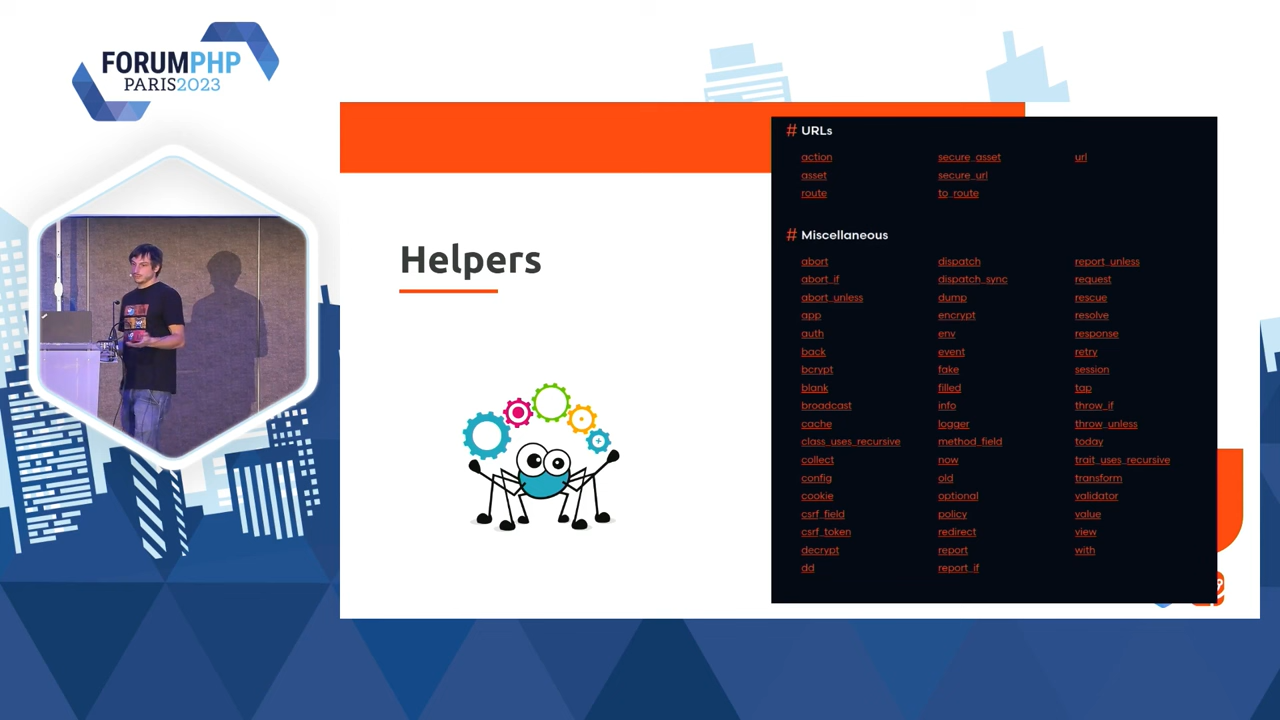 FORUMPHP
PARIS2023
Helpers
# URLs
action
secure_asset
url
asset
secure_url
route
to_route
# Miscellaneous
abort
dispatch
report_unless
abort_if
dispatch_sync
request
abort_unless
dump
rescue
app
encrypt
resolve
auth
env
response
back
event
retry
bcrypt
fake
session
blank
filled
tap
broadcast
info
throw_if
cache
logger
throw_unless
class_uses_recursive
method_field
today
collect
now
trait_uses_recursive
config
old
transform
cookie
optional
validator
csrf_field
policy
value
csrf_token
redirect
view
decrypt
report
with
dd
report_if